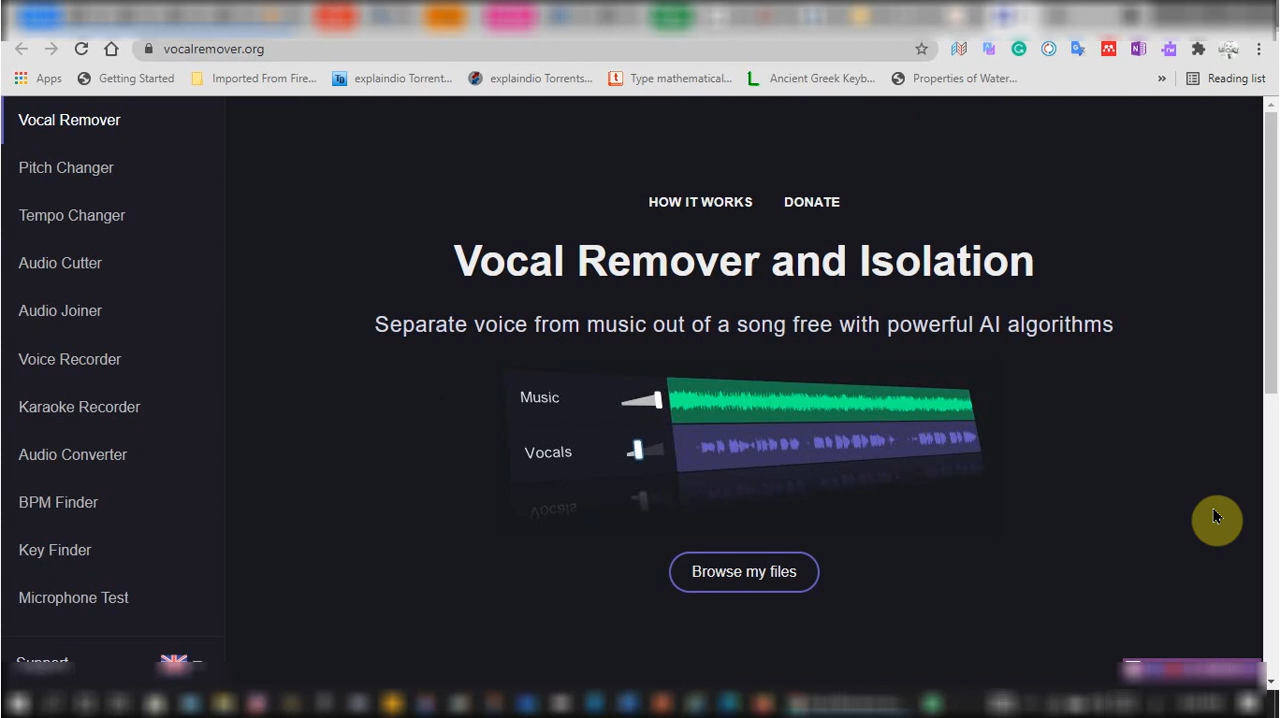 vocalremover.org
Apps
Getting Started
Imported From Fire...
explaindio Torrent...
explaindio Torrents...
Type mathematical...
Ancient Greek Keyb...
Properties of Water...
»
Reading list
Vocal Remover
Pitch Changer
Tempo Changer
Audio Cutter
Audio Joiner
Voice Recorder
Karaoke Recorder
Audio Converter
BPM Finder
Key Finder
Microphone Test
Support
HOW IT WORKS
DONATE
Vocal Remover and Isolation
Separate voice from music out of a song free with powerful AI algorithms
Music
Vocals
Vocals
Browse my files